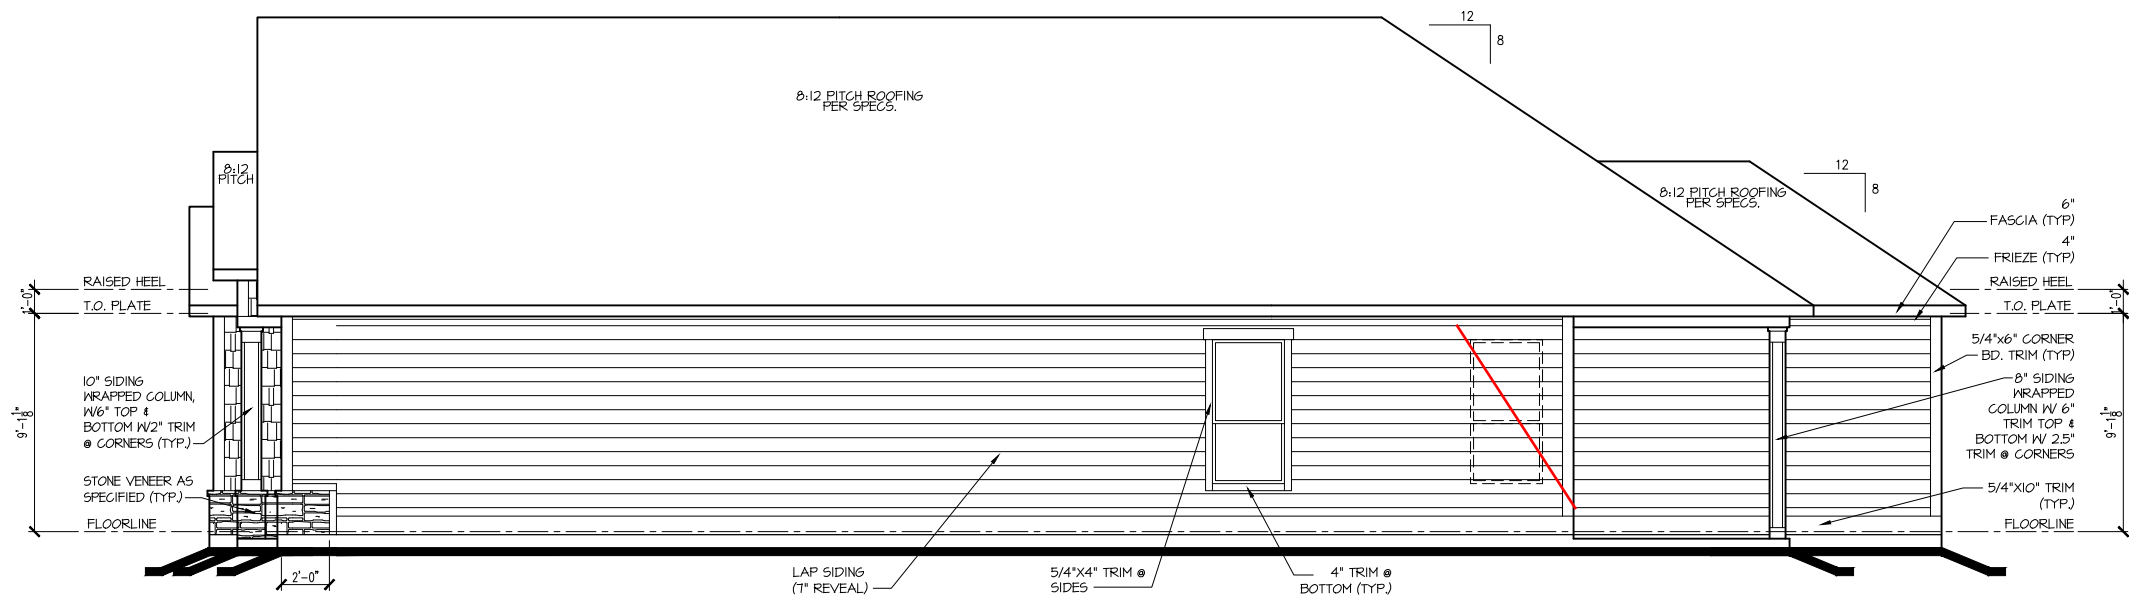 12
8
8:12 PITCH ROOFING
PER SPECS.
8:12
PITCH
12
8
8:12 PITCH ROOFING
PER SPECS.
6"
FASCIA (TYP)
4"
FRIEZE (TYP)
RAISED HEEL
T.O. PLATE
1'-0"
RAISED HEEL
T.O. PLATE
1'-0"
10" SIDING
WRAPPED COLUMN,
W/6" TOP &
BOTTOM W/2" TRIM
@ CORNERS (TYP.)
9'-1 1/8"
STONE VENEER AS
SPECIFIED (TYP.)
FLOORLINE
5/4"x6" CORNER
BD. TRIM (TYP)
8" SIDING
WRAPPED
COLUMN W/ 6"
TRIM TOP &
BOTTOM W/ 2.5"
TRIM @ CORNERS
9'-1 1/8"
5/4"X10" TRIM
(TYP.)
FLOORLINE
2'-0"
LAP SIDING
(7" REVEAL)
5/4"X4" TRIM @
SIDES
4" TRIM @
BOTTOM (TYP.)